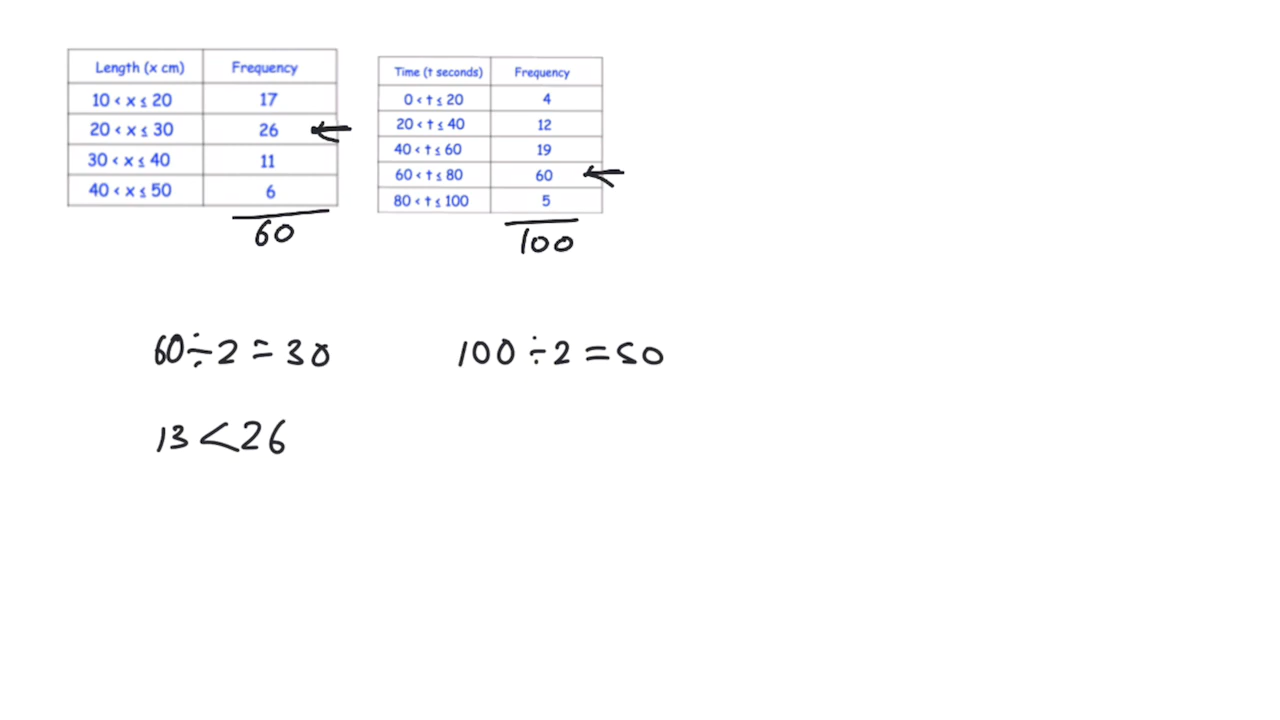 Length (x cm) Frequency
10 < x ≤ 20 17
20 < x ≤ 30 26
30 < x ≤ 40 11
40 < x ≤ 50 6
60
Time (t seconds) Frequency
0 < t ≤ 20 4
20 < t ≤ 40 12
40 < t ≤ 60 19
60 < t ≤ 80 60
80 < t ≤ 100 5
100
60 ÷ 2 = 30
100 ÷ 2 = 50
13 < 26